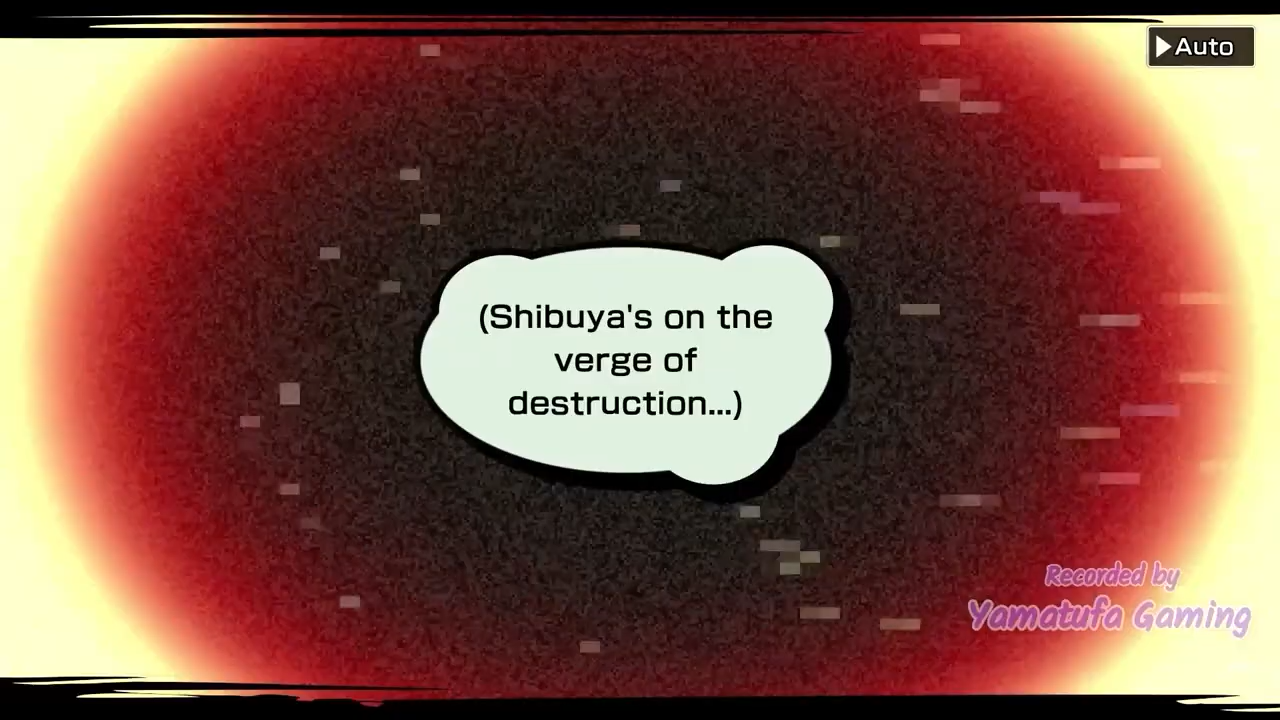 Auto
(Shibuya's on the
verge of
destruction...)
Recorded by
Yamatufa Gaming